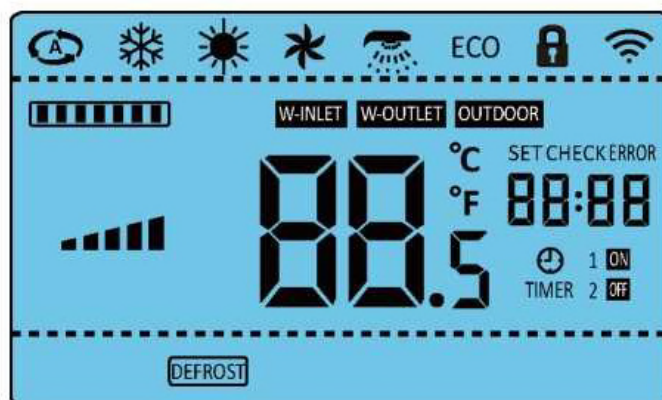 A
ECO
W-INLET W-OUTLET OUTDOOR
°C
SET CHECK ERROR
°F
88.5
88:88
1 ON
TIMER 2 OFF
DEFROST